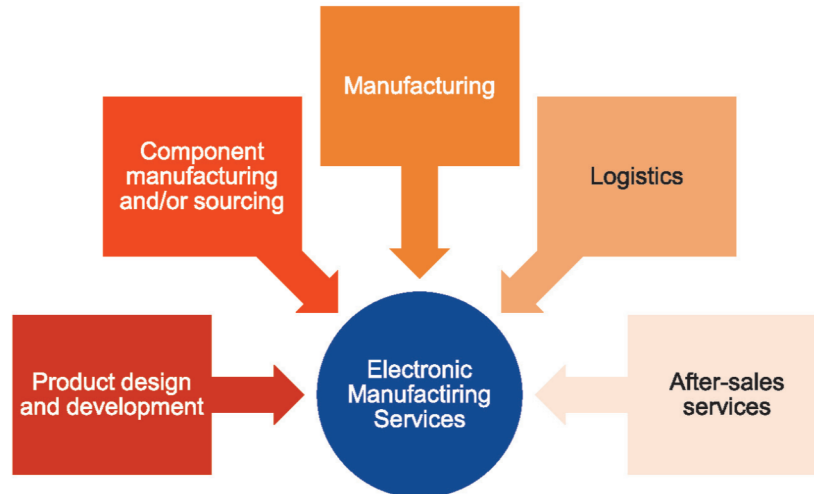 Manufacturing
Component
manufacturing
and/or sourcing
Logistics
Product design
and development
Electronic
Manufactiring
Services
After-sales
services